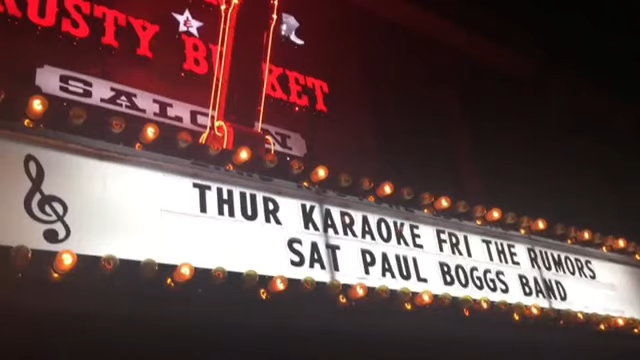 RUSTY BUCKET
SALOON
THUR KARAOKE FRI THE RUMORS
SAT PAUL BOGGS BAND